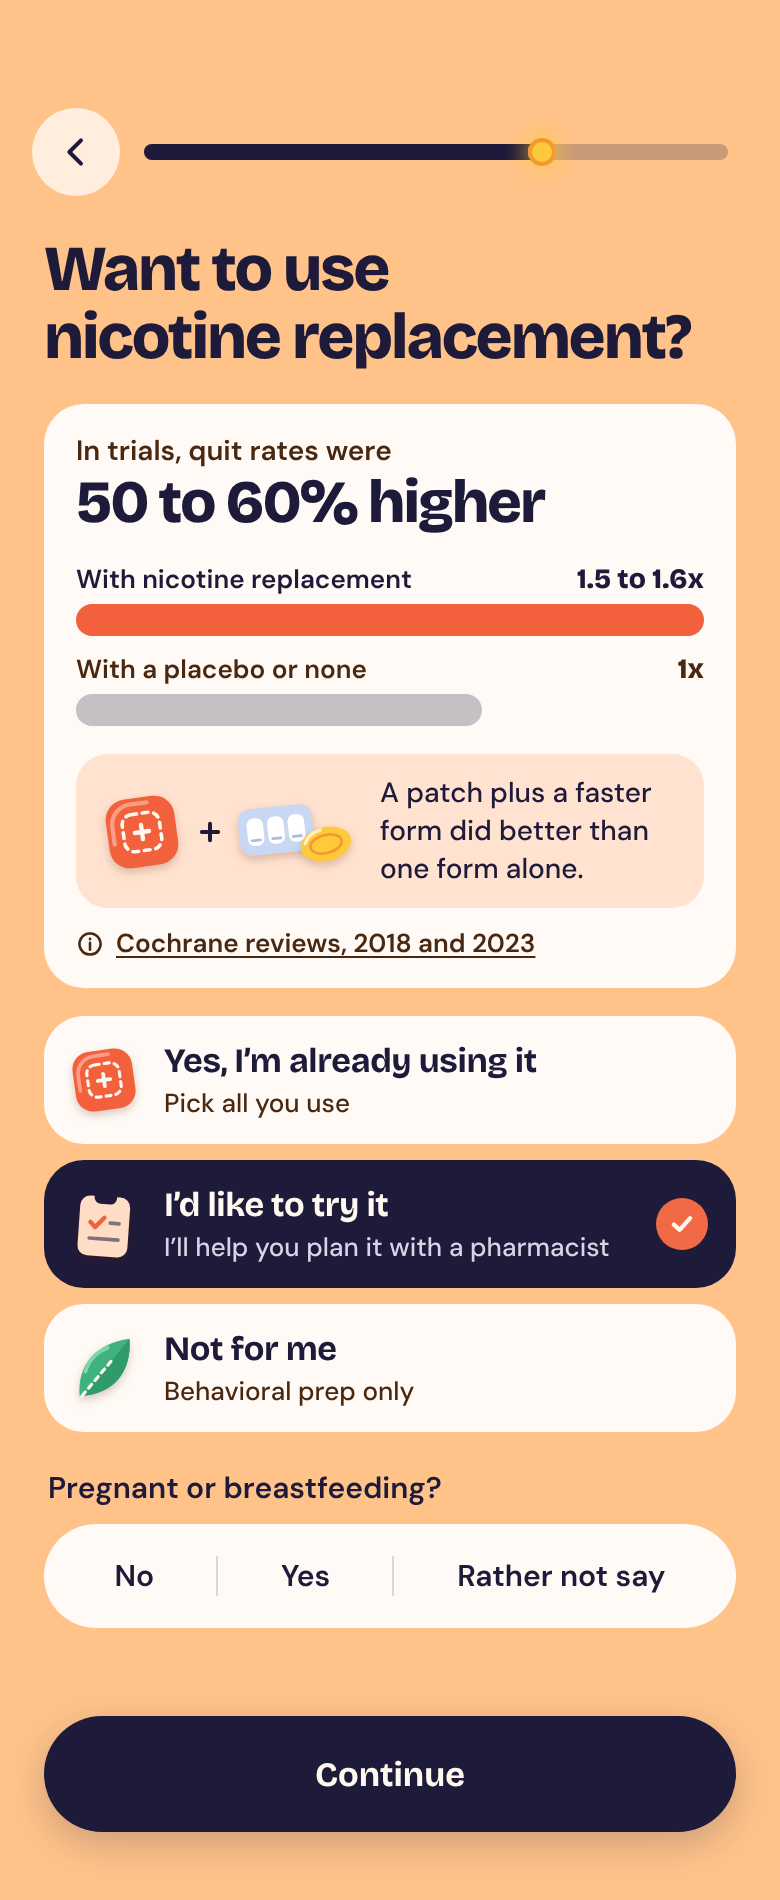 Want to use
nicotine replacement?
In trials, quit rates were
50 to 60% higher
With nicotine replacement 1.5 to 1.6x
With a placebo or none 1x
A patch plus a faster
form did better than
one form alone.
Cochrane reviews, 2018 and 2023
Yes, I’m already using it
Pick all you use
I’d like to try it
I’ll help you plan it with a pharmacist
Not for me
Behavioral prep only
Pregnant or breastfeeding?
No Yes Rather not say
Continue